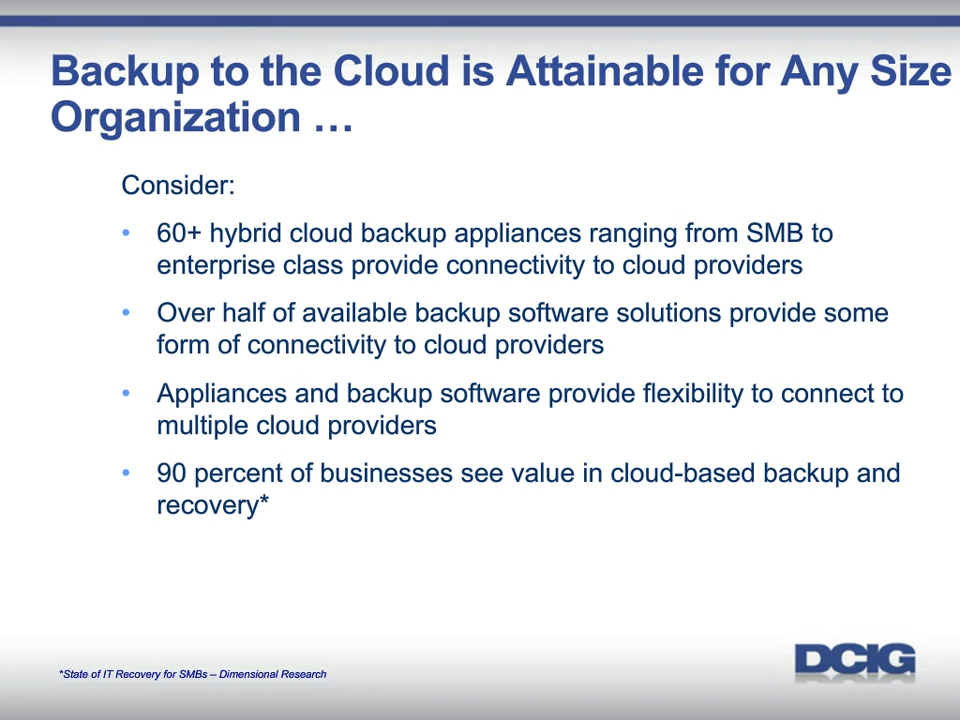 Backup to the Cloud is Attainable for Any Size
Organization …
Consider:
• 60+ hybrid cloud backup appliances ranging from SMB to
enterprise class provide connectivity to cloud providers
• Over half of available backup software solutions provide some
form of connectivity to cloud providers
• Appliances and backup software provide flexibility to connect to
multiple cloud providers
• 90 percent of businesses see value in cloud-based backup and
recovery*
*State of IT Recovery for SMBs – Dimensional Research
DCIG